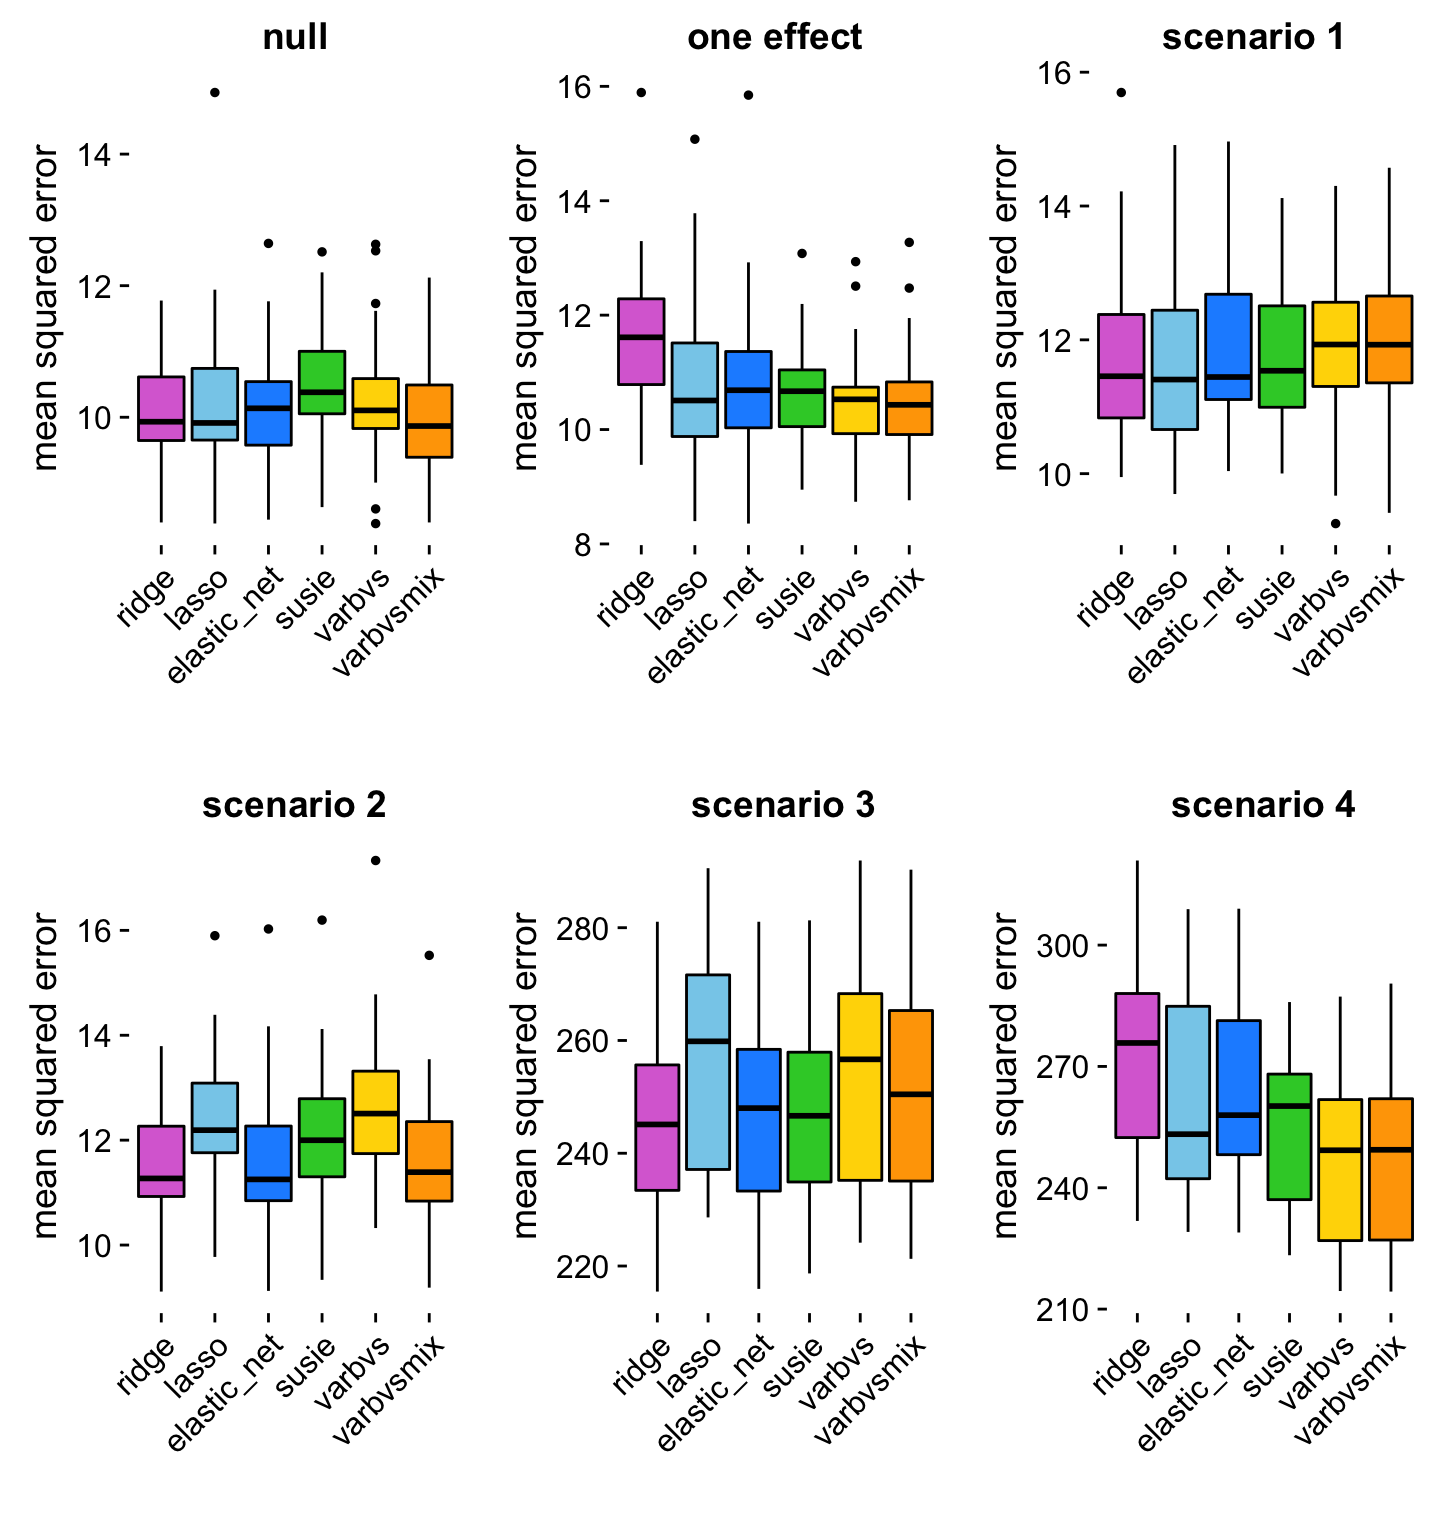 null
mean squared error
14
12
10
ridge
lasso
elastic_net
susie
varbvs
varbvsmix
one effect
mean squared error
16
14
12
10
8
ridge
lasso
elastic_net
susie
varbvs
varbvsmix
scenario 1
mean squared error
16
14
12
10
ridge
lasso
elastic_net
susie
varbvs
varbvsmix
scenario 2
mean squared error
16
14
12
10
ridge
lasso
elastic_net
susie
varbvs
varbvsmix
scenario 3
mean squared error
280
260
240
220
ridge
lasso
elastic_net
susie
varbvs
varbvsmix
scenario 4
mean squared error
300
270
240
210
ridge
lasso
elastic_net
susie
varbvs
varbvsmix